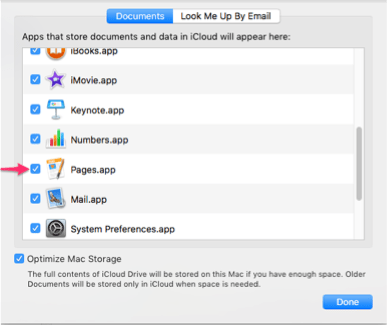 Documents
Look Me Up By Email
Apps that store documents and data in iCloud will appear here:
iBooks.app
iMovie.app
Keynote.app
Numbers.app
Pages.app
Mail.app
System Preferences.app
Optimize Mac Storage
The full contents of iCloud Drive will be stored on this Mac if you have enough space. Older
Documents will be stored only in iCloud when space is needed.
Done